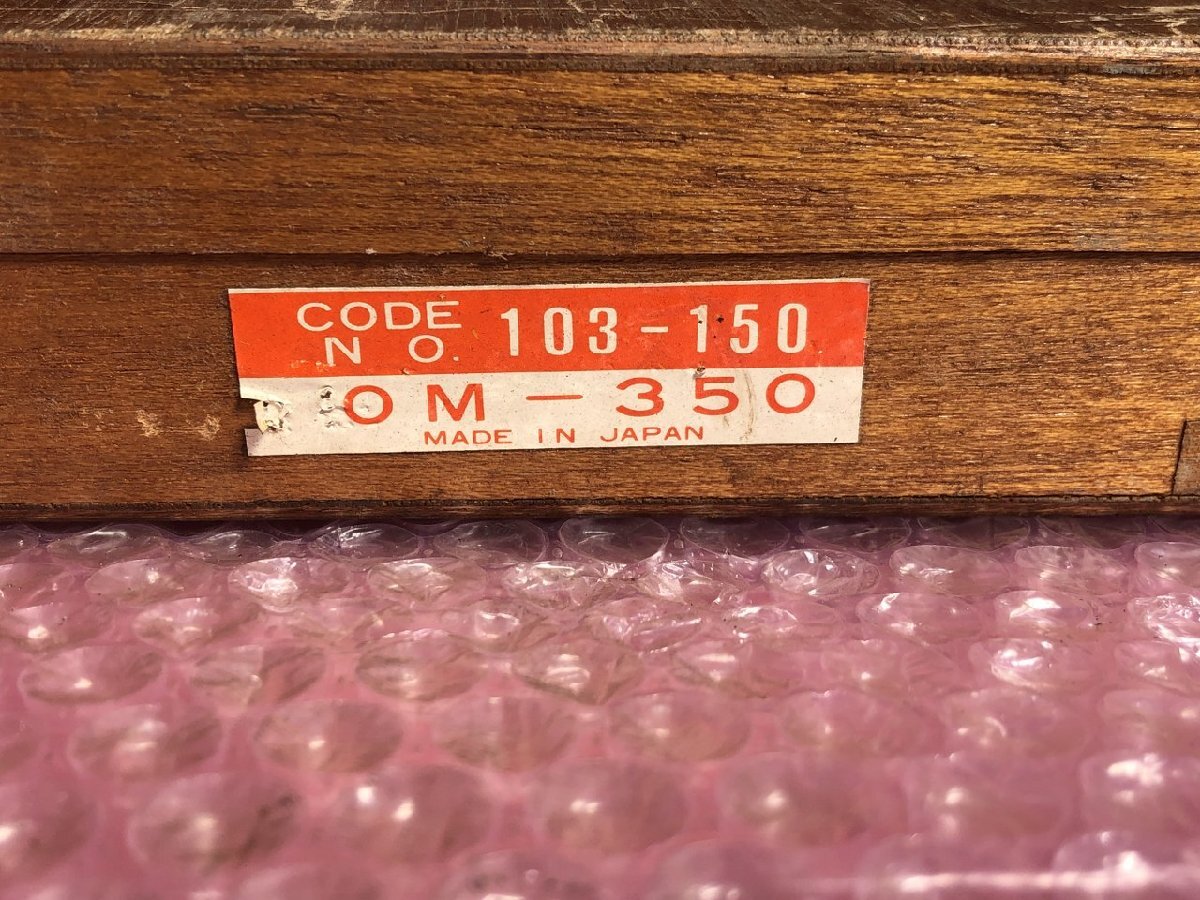 CODE NO. 103-150
OM-350
MADE IN JAPAN